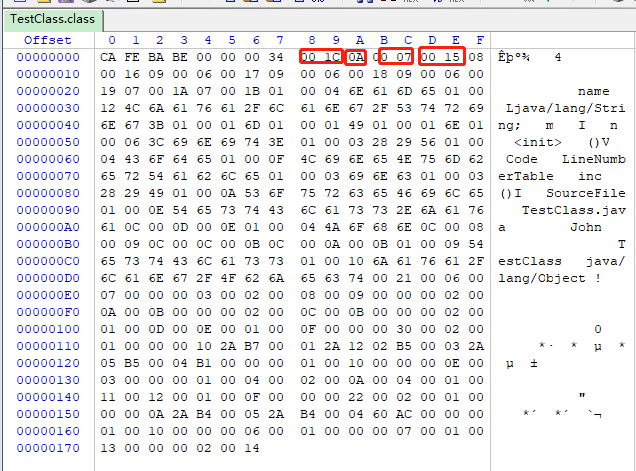 TestClass.class
Offset 0 1 2 3 4 5 6 7 8 9 A B C D E F
00000000 CA FE BA BE 00 00 00 34 00 1C 0A 00 07 00 15 08 Êþº¾ 4
00000010 00 16 09 00 06 00 17 09 00 06 00 18 09 00 06 00
00000020 19 07 00 1A 07 00 1B 01 00 04 6E 61 6D 65 01 00 name
00000030 12 4C 6A 61 76 61 2F 6C 61 6E 67 2F 53 74 72 69 Ljava/lang/Stri
00000040 6E 67 3B 01 00 01 6D 01 00 01 49 01 00 01 6E 01 ng; m I n
00000050 00 06 3C 69 6E 69 74 3E 01 00 03 28 29 56 01 00 <init> ()V
00000060 04 43 6F 64 65 01 00 0F 4C 69 6E 65 4E 75 6D 62 Code LineNumb
00000070 65 72 54 61 62 6C 65 01 00 03 69 6E 63 01 00 03 erTable inc
00000080 28 29 49 01 00 0A 53 6F 75 72 63 65 46 69 6C 65 ()I SourceFile
00000090 01 00 0E 54 65 73 74 43 6C 61 73 73 2E 6A 61 76 TestClass.jav
000000A0 61 0C 00 0D 00 0E 01 00 04 4A 6F 68 6E 0C 00 08 a John
000000B0 00 09 0C 00 0C 00 0B 0C 00 0A 00 0B 01 00 09 54 T
000000C0 65 73 74 43 6C 61 73 73 01 00 10 6A 61 76 61 2F estClass java/
000000D0 6C 61 6E 67 2F 4F 62 6A 65 63 74 00 21 00 06 00 lang/Object !
000000E0 07 00 00 00 03 00 02 00 08 00 09 00 00 00 02 00
000000F0 0A 00 0B 00 00 00 02 00 0C 00 0B 00 00 00 02 00
00000100 01 00 0D 00 0E 00 01 00 0F 00 00 00 30 00 02 00 0
00000110 01 00 00 00 10 2A B7 00 01 2A 12 02 B5 00 03 2A *· * µ *
00000120 05 B5 00 04 B1 00 00 00 01 00 10 00 00 00 0E 00 µ ±
00000130 03 00 00 00 01 00 04 00 02 00 0A 00 04 00 01 00
00000140 11 00 12 00 01 00 0F 00 00 00 22 00 02 00 01 00 "
00000150 00 00 0A 2A B4 00 05 2A B4 00 04 60 AC 00 00 00 *´ *´ `¬
00000160 01 00 10 00 00 00 06 00 01 00 00 00 07 00 01 00
00000170 13 00 00 00 02 00 14